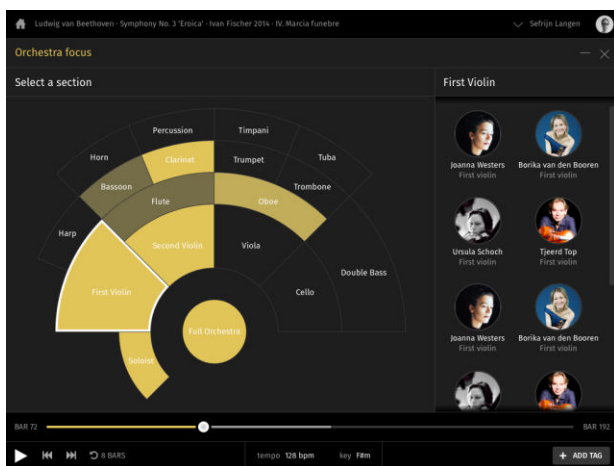 Ludwig van Beethoven · Symphony No. 3 'Eroica' · Ivan Fischer 2014 · IV. Marcia funebre
Sefrijn Langen
Orchestra focus
Select a section
First Violin
Percussion
Timpani
Horn
Clarinet
Trumpet
Tuba
Bassoon
Trombone
Flute
Oboe
Harp
Second Violin
Viola
Double Bass
First Violin
Cello
Full Orchestra
Soloist
Joanna Westers
First violin
Borika van den Booren
First violin
Ursula Schoch
First violin
Tjeerd Top
First violin
Joanna Westers
First violin
Borika van den Booren
First violin
BAR 72
BAR 192
8 BARS
tempo 128 bpm
key F#m
+ ADD TAG